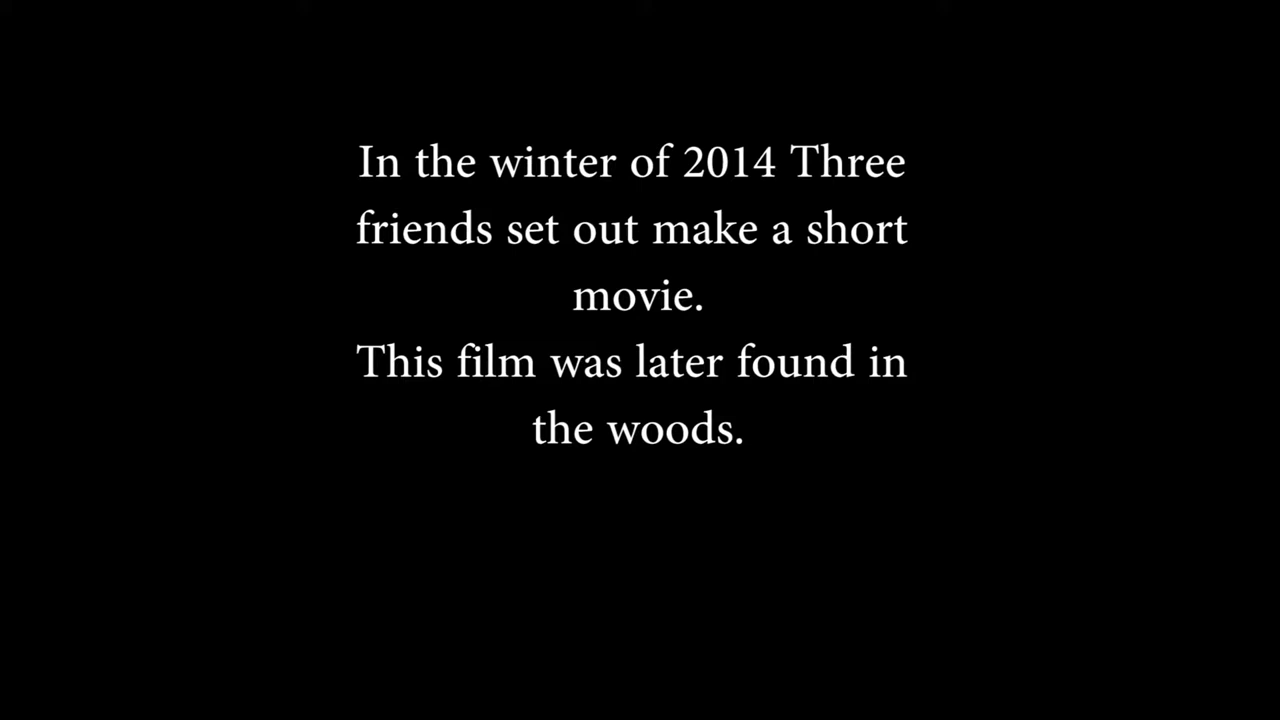 In the winter of 2014 Three
friends set out make a short
movie.
This film was later found in
the woods.